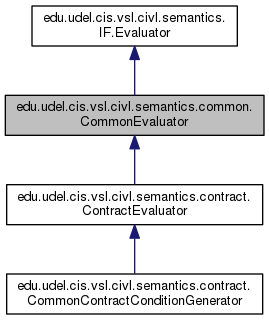 edu.udel.cis.vsl.civl.semantics.
IF.Evaluator
edu.udel.cis.vsl.civl.semantics.common.
CommonEvaluator
edu.udel.cis.vsl.civl.semantics.contract.
ContractEvaluator
edu.udel.cis.vsl.civl.semantics.contract.
CommonContractConditionGenerator